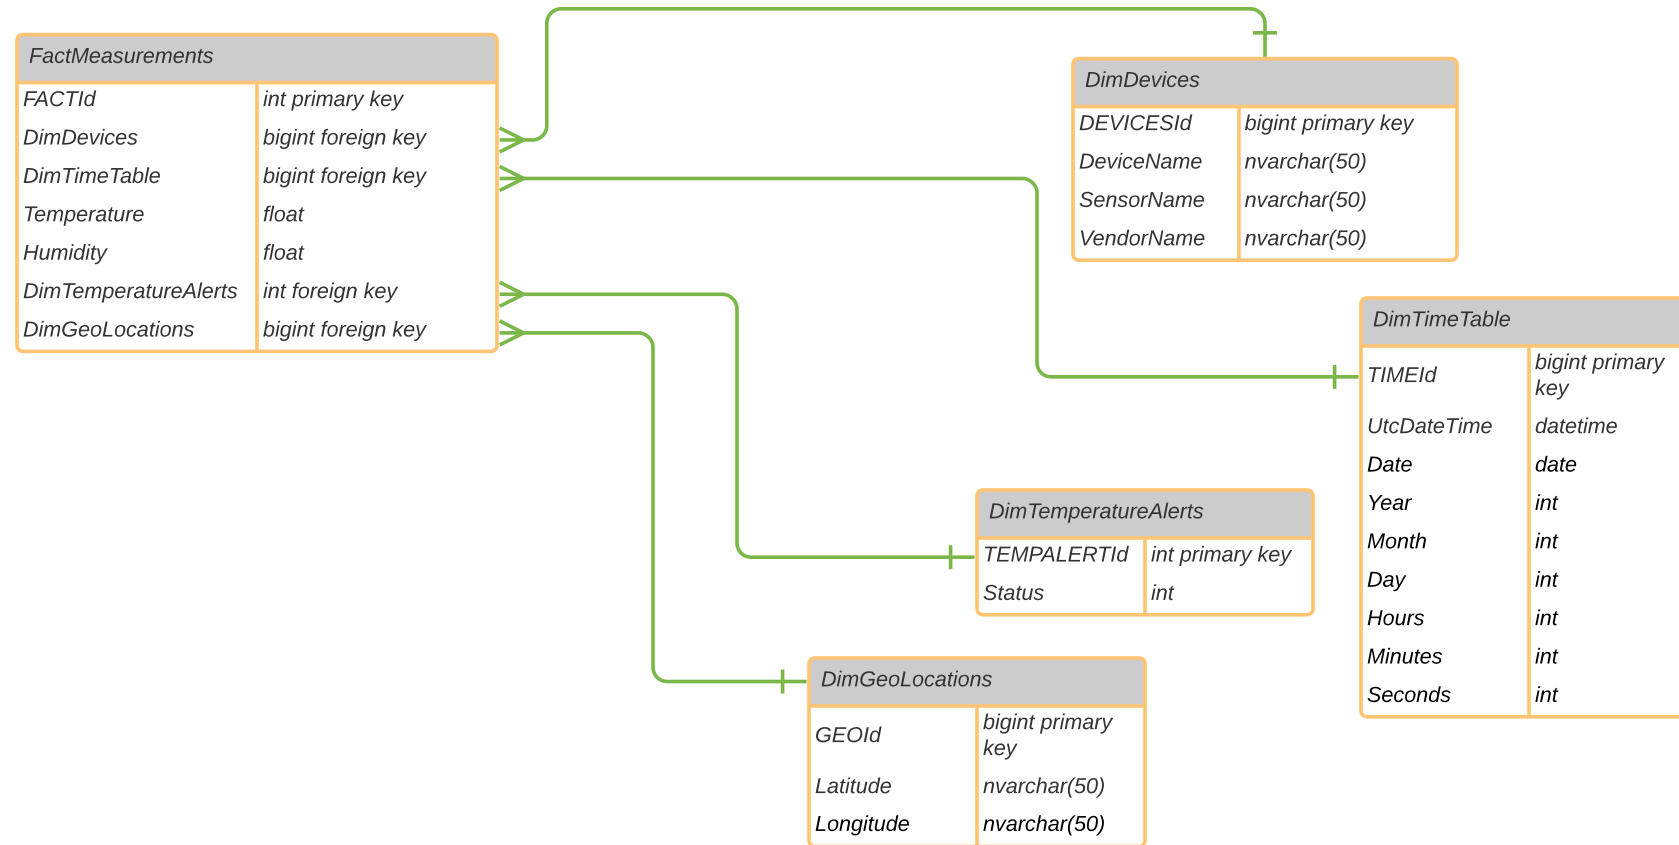 FactMeasurements
FACTId int primary key
DimDevices bigint foreign key
DimTimeTable bigint foreign key
Temperature float
Humidity float
DimTemperatureAlerts int foreign key
DimGeoLocations bigint foreign key
DimDevices
DEVICESId bigint primary key
DeviceName nvarchar(50)
SensorName nvarchar(50)
VendorName nvarchar(50)
DimTimeTable
TIMEId bigint primary
key
UtcDateTime datetime
Date date
Year int
Month int
Day int
Hours int
Minutes int
Seconds int
DimTemperatureAlerts
TEMPALERTId int primary key
Status int
DimGeoLocations
GEOId bigint primary
key
Latitude nvarchar(50)
Longitude nvarchar(50)